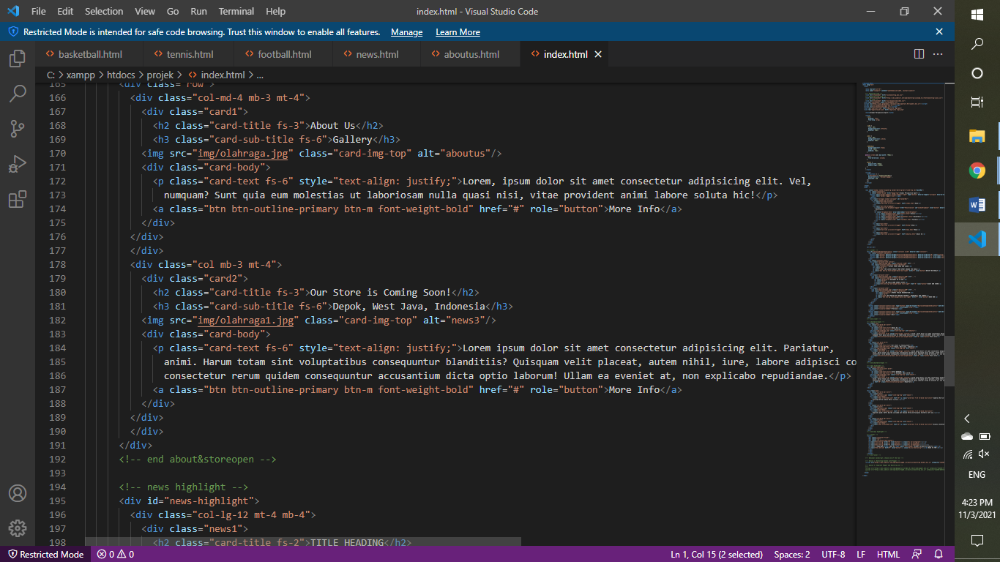 File Edit Selection View Go Run Terminal Help index.html - Visual Studio Code
Restricted Mode is intended for safe code browsing. Trust this window to enable all features. Manage Learn More
basketball.html tennis.html football.html news.html aboutus.html index.html
C: > xampp > htdocs > projek > index.html > ...
165 <div class="row">
166 <div class="col-md-4 mb-3 mt-4">
167 <div class="card1">
168 <h2 class="card-title fs-3">About Us</h2>
169 <h3 class="card-sub-title fs-6">Gallery</h3>
170 <img src="img/olahraga.jpg" class="card-img-top" alt="aboutus"/>
171 <div class="card-body">
172 <p class="card-text fs-6" style="text-align: justify;">Lorem, ipsum dolor sit amet consectetur adipisicing elit. Vel,
173 numquam? Sunt quia eum molestias ut laboriosam nulla quasi nisi, vitae provident animi labore soluta hic!</p>
174 <a class="btn btn-outline-primary btn-m font-weight-bold" href="#" role="button">More Info</a>
175 </div>
176 </div>
177 </div>
178 <div class="col mb-3 mt-4">
179 <div class="card2">
180 <h2 class="card-title fs-3">Our Store is Coming Soon!</h2>
181 <h3 class="card-sub-title fs-6">Depok, West Java, Indonesia</h3>
182 <img src="img/olahraga1.jpg" class="card-img-top" alt="news3"/>
183 <div class="card-body">
184 <p class="card-text fs-6" style="text-align: justify;">Lorem ipsum dolor sit amet consectetur adipisicing elit. Pariatur,
185 animi. Harum totam sint voluptatibus consequuntur blanditiis? Quisquam velit placeat, autem nihil, iure, labore adipisci co
186 consectetur rerum quidem consequuntur accusantium dicta optio laborum! Ullam ea eveniet at, non explicabo repudiandae.</p>
187 <a class="btn btn-outline-primary btn-m font-weight-bold" href="#" role="button">More Info</a>
188 </div>
189 </div>
190 </div>
191 </div>
192 <!-- end about&storeopen -->
193
194 <!-- news highlight -->
195 <div id="news-highlight">
196 <div class="col-lg-12 mt-4 mb-4">
197 <div class="news1">
198 <h2 class="card-title fs-2">TITLE HEADING</h2>
Restricted Mode 0 0 Ln 1, Col 15 (2 selected) Spaces: 2 UTF-8 LF HTML
ENG
4:23 PM
11/3/2021